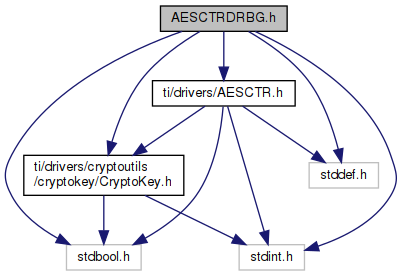 AESCTRDRBG.h
ti/drivers/AESCTR.h
ti/drivers/cryptoutils
/cryptokey/CryptoKey.h
stddef.h
stdbool.h
stdint.h